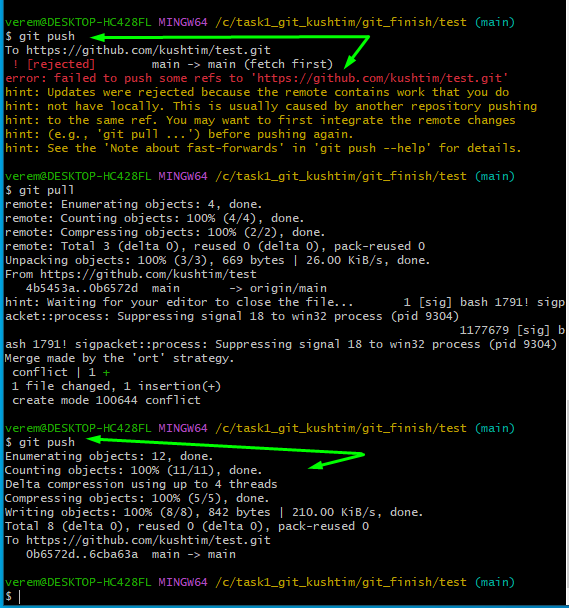 verem@DESKTOP-HC428FL MINGW64 /c/task1_git_kushtim/git_finish/test (main)
$ git push
To https://github.com/kushtim/test.git
 ! [rejected]        main -> main (fetch first)
error: failed to push some refs to 'https://github.com/kushtim/test.git'
hint: Updates were rejected because the remote contains work that you do
hint: not have locally. This is usually caused by another repository pushing
hint: to the same ref. You may want to first integrate the remote changes
hint: (e.g., 'git pull ...') before pushing again.
hint: See the 'Note about fast-forwards' in 'git push --help' for details.
verem@DESKTOP-HC428FL MINGW64 /c/task1_git_kushtim/git_finish/test (main)
$ git pull
remote: Enumerating objects: 4, done.
remote: Counting objects: 100% (4/4), done.
remote: Compressing objects: 100% (2/2), done.
remote: Total 3 (delta 0), reused 0 (delta 0), pack-reused 0
Unpacking objects: 100% (3/3), 669 bytes | 26.00 KiB/s, done.
From https://github.com/kushtim/test
   4b5453a..0b6572d  main       -> origin/main
hint: Waiting for your editor to close the file...       1 [sig] bash 1791! sigp
acket::process: Suppressing signal 18 to win32 process (pid 9304)
1177679 [sig] b
ash 1791! sigpacket::process: Suppressing signal 18 to win32 process (pid 9304)
Merge made by the 'ort' strategy.
 conflict | 1 +
 1 file changed, 1 insertion(+)
 create mode 100644 conflict
verem@DESKTOP-HC428FL MINGW64 /c/task1_git_kushtim/git_finish/test (main)
$ git push
Enumerating objects: 12, done.
Counting objects: 100% (11/11), done.
Delta compression using up to 4 threads
Compressing objects: 100% (5/5), done.
Writing objects: 100% (8/8), 842 bytes | 210.00 KiB/s, done.
Total 8 (delta 0), reused 0 (delta 0), pack-reused 0
To https://github.com/kushtim/test.git
   0b6572d..6cba63a  main -> main
verem@DESKTOP-HC428FL MINGW64 /c/task1_git_kushtim/git_finish/test (main)
$